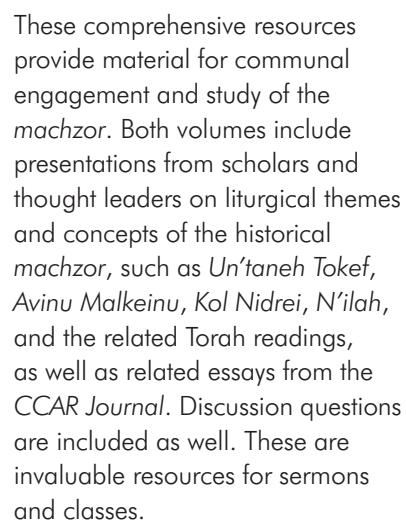 These comprehensive resources
provide material for communal
engagement and study of the
machzor. Both volumes include
presentations from scholars and
thought leaders on liturgical themes
and concepts of the historical
machzor, such as Un’taneh Tokef,
Avinu Malkeinu, Kol Nidrei, N’ilah,
and the related Torah readings,
as well as related essays from the
CCAR Journal. Discussion questions
are included as well. These are
invaluable resources for sermons
and classes.